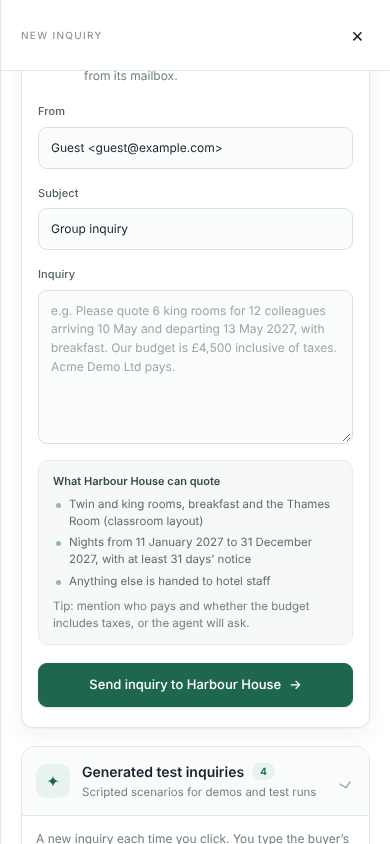 NEW INQUIRY
from its mailbox.
From
Guest <guest@example.com>
Subject
Group inquiry
Inquiry
e.g. Please quote 6 king rooms for 12 colleagues
arriving 10 May and departing 13 May 2027, with
breakfast. Our budget is £4,500 inclusive of taxes.
Acme Demo Ltd pays.
What Harbour House can quote
Twin and king rooms, breakfast and the Thames
Room (classroom layout)
Nights from 11 January 2027 to 31 December
2027, with at least 31 days’ notice
Anything else is handed to hotel staff
Tip: mention who pays and whether the budget
includes taxes, or the agent will ask.
Send inquiry to Harbour House →
Generated test inquiries 4
Scripted scenarios for demos and test runs
A new inquiry each time you click. You type the buyer’s